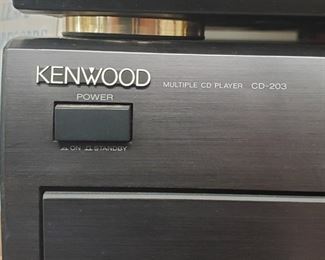 KENWOOD
MULTIPLE CD PLAYER CD-203
POWER
ON STANDBY